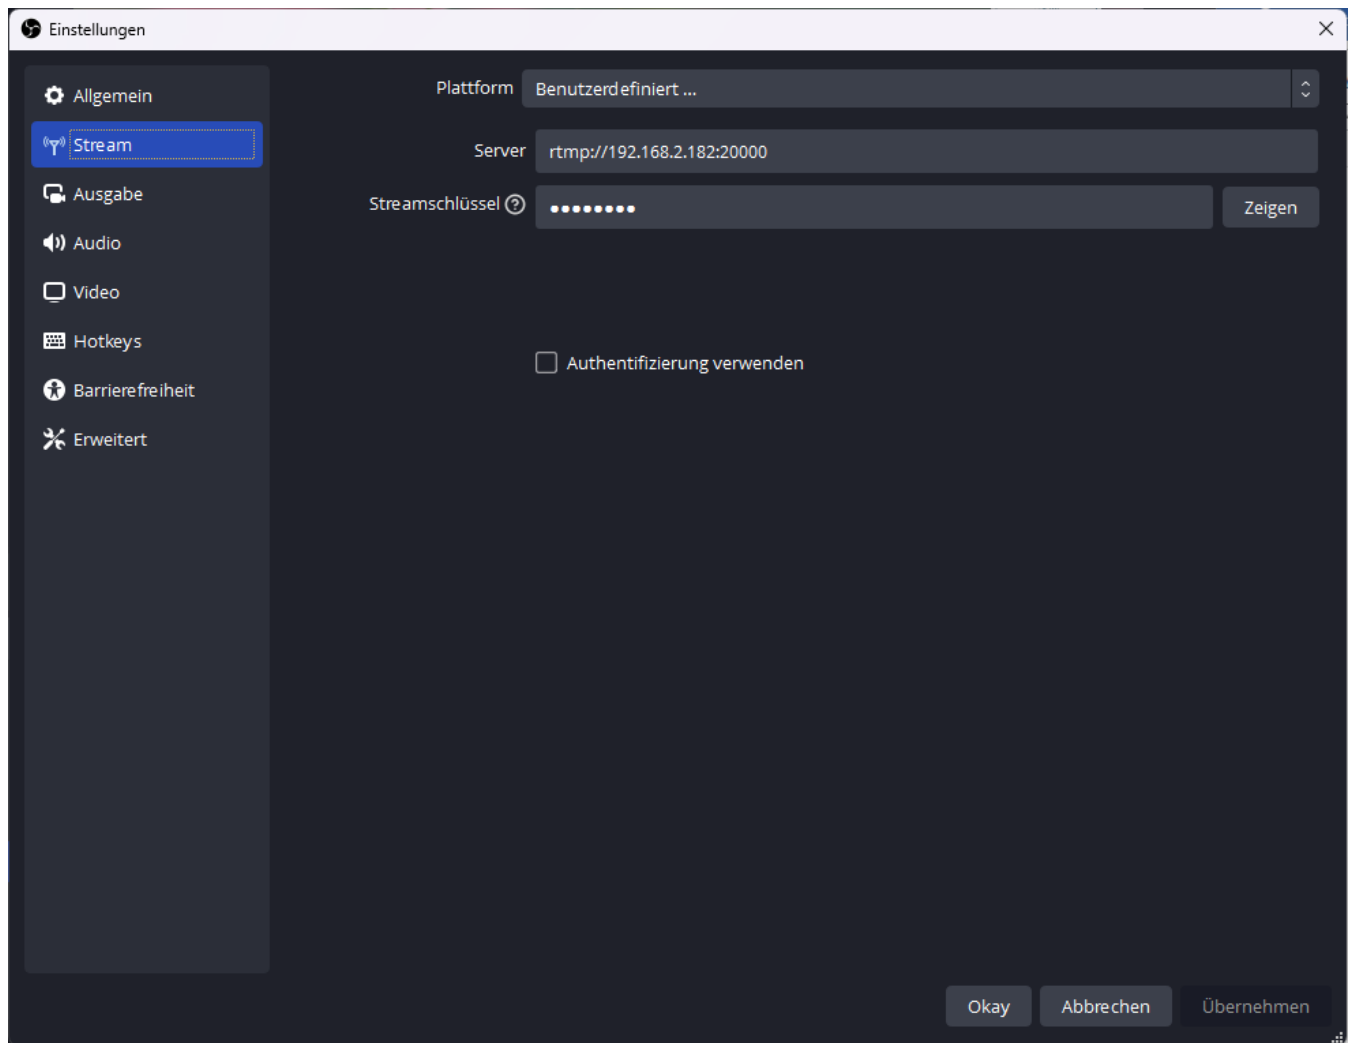 Einstellungen
Allgemein
Stream
Ausgabe
Audio
Video
Hotkeys
Barrierefreiheit
Erweitert
Plattform Benutzerdefiniert ...
Server rtmp://192.168.2.182:20000
Streamschlüssel ●●●●●●●● Zeigen
Authentifizierung verwenden
Okay Abbrechen Übernehmen